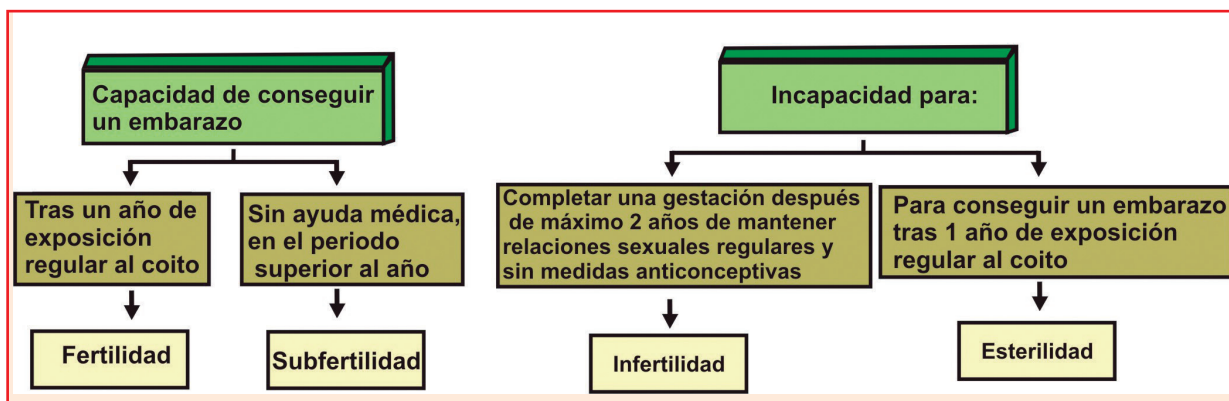 Capacidad de conseguir
un embarazo
Incapacidad para:
Tras un año de
exposición
regular al coito
Sin ayuda médica,
en el periodo
superior al año
Completar una gestación después
de máximo 2 años de mantener
relaciones sexuales regulares y
sin medidas anticonceptivas
Para conseguir un embarazo
tras 1 año de exposición
regular al coito
Fertilidad
Subfertilidad
Infertilidad
Esterilidad